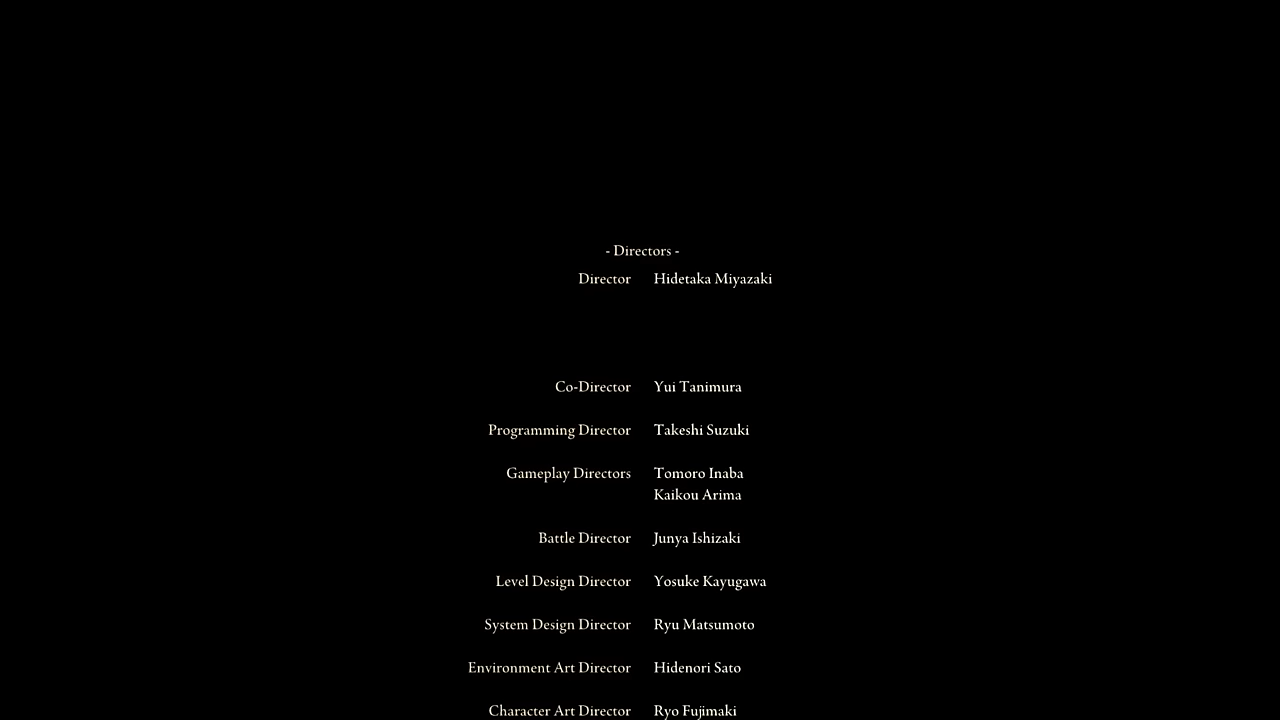 - Directors -
Director Hidetaka Miyazaki
Co-Director Yui Tanimura
Programming Director Takeshi Suzuki
Gameplay Directors Tomoro Inaba
Kaikou Arima
Battle Director Junya Ishizaki
Level Design Director Yosuke Kayugawa
System Design Director Ryu Matsumoto
Environment Art Director Hidenori Sato
Character Art Director Ryo Fujimaki